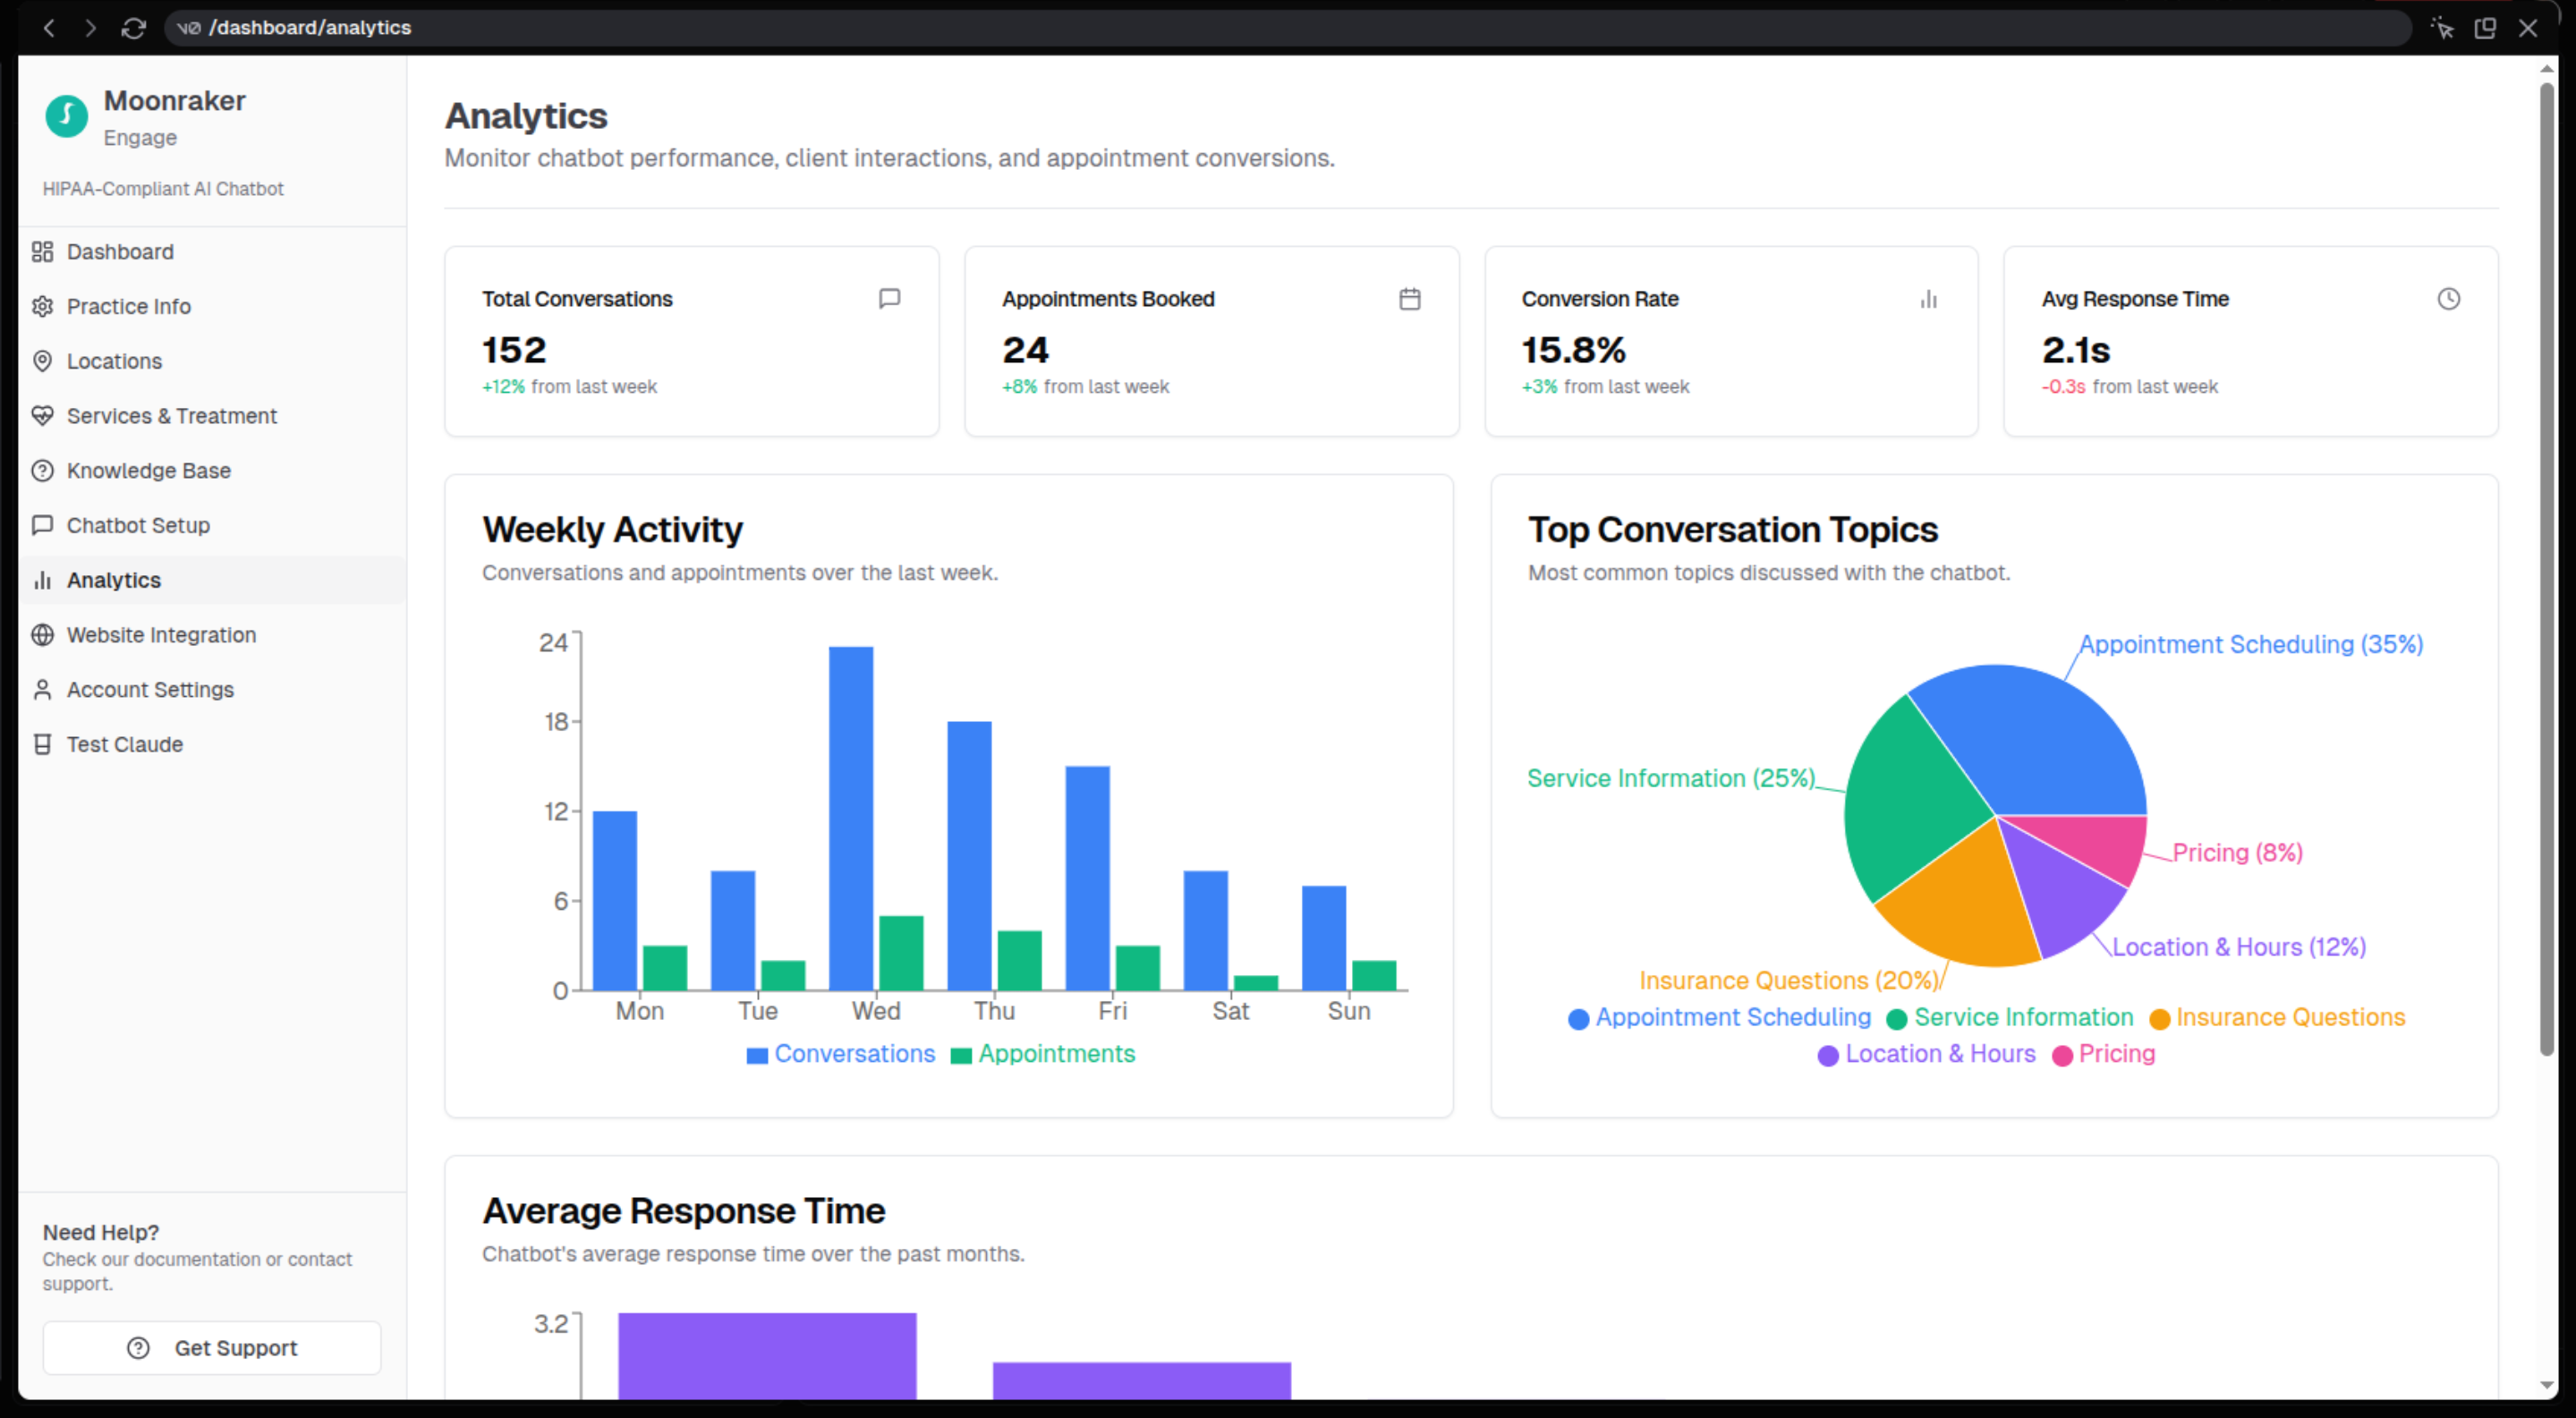 v0 /dashboard/analytics
Moonraker
Engage
HIPAA-Compliant AI Chatbot
Dashboard
Practice Info
Locations
Services & Treatment
Knowledge Base
Chatbot Setup
Analytics
Website Integration
Account Settings
Test Claude
Need Help?
Check our documentation or contact
support.
Get Support
Analytics
Monitor chatbot performance, client interactions, and appointment conversions.
Total Conversations
152
+12% from last week
Appointments Booked
24
+8% from last week
Conversion Rate
15.8%
+3% from last week
Avg Response Time
2.1s
-0.3s from last week
Weekly Activity
Conversations and appointments over the last week.
24
18
12
6
0
Mon Tue Wed Thu Fri Sat Sun
Conversations Appointments
Top Conversation Topics
Most common topics discussed with the chatbot.
Appointment Scheduling (35%)
Service Information (25%)
Pricing (8%)
Location & Hours (12%)
Insurance Questions (20%)
Appointment Scheduling Service Information Insurance Questions
Location & Hours Pricing
Average Response Time
Chatbot's average response time over the past months.
3.2